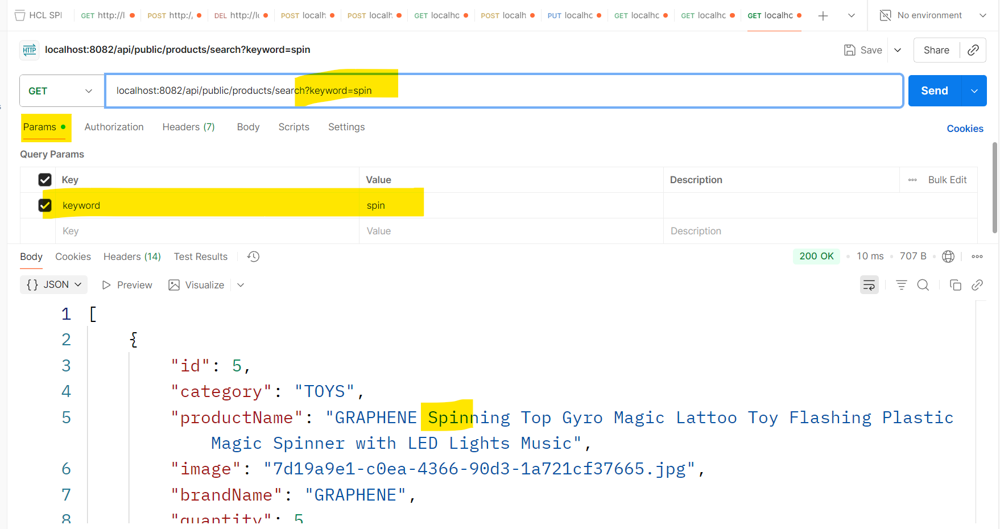 HCL SPI GET http://l POST http:/, DEL http://lc POST localh POST localh GET localhc POST localh PUT localhc GET localhc GET localhc GET localhc No environment
HTTP localhost:8082/api/public/products/search?keyword=spin Save Share
GET localhost:8082/api/public/products/search?keyword=spin Send
Params Authorization Headers (7) Body Scripts Settings Cookies
Query Params
Key Value Description Bulk Edit
keyword spin
Key Value Description
Body Cookies Headers (14) Test Results 200 OK • 10 ms • 707 B •
{} JSON Preview Visualize
1 [
2 {
3 "id": 5,
4 "category": "TOYS",
5 "productName": "GRAPHENE Spinning Top Gyro Magic Lattoo Toy Flashing Plastic
Magic Spinner with LED Lights Music",
6 "image": "7d19a9e1-c0ea-4366-90d3-1a721cf37665.jpg",
7 "brandName": "GRAPHENE",
8 "quantity": 5